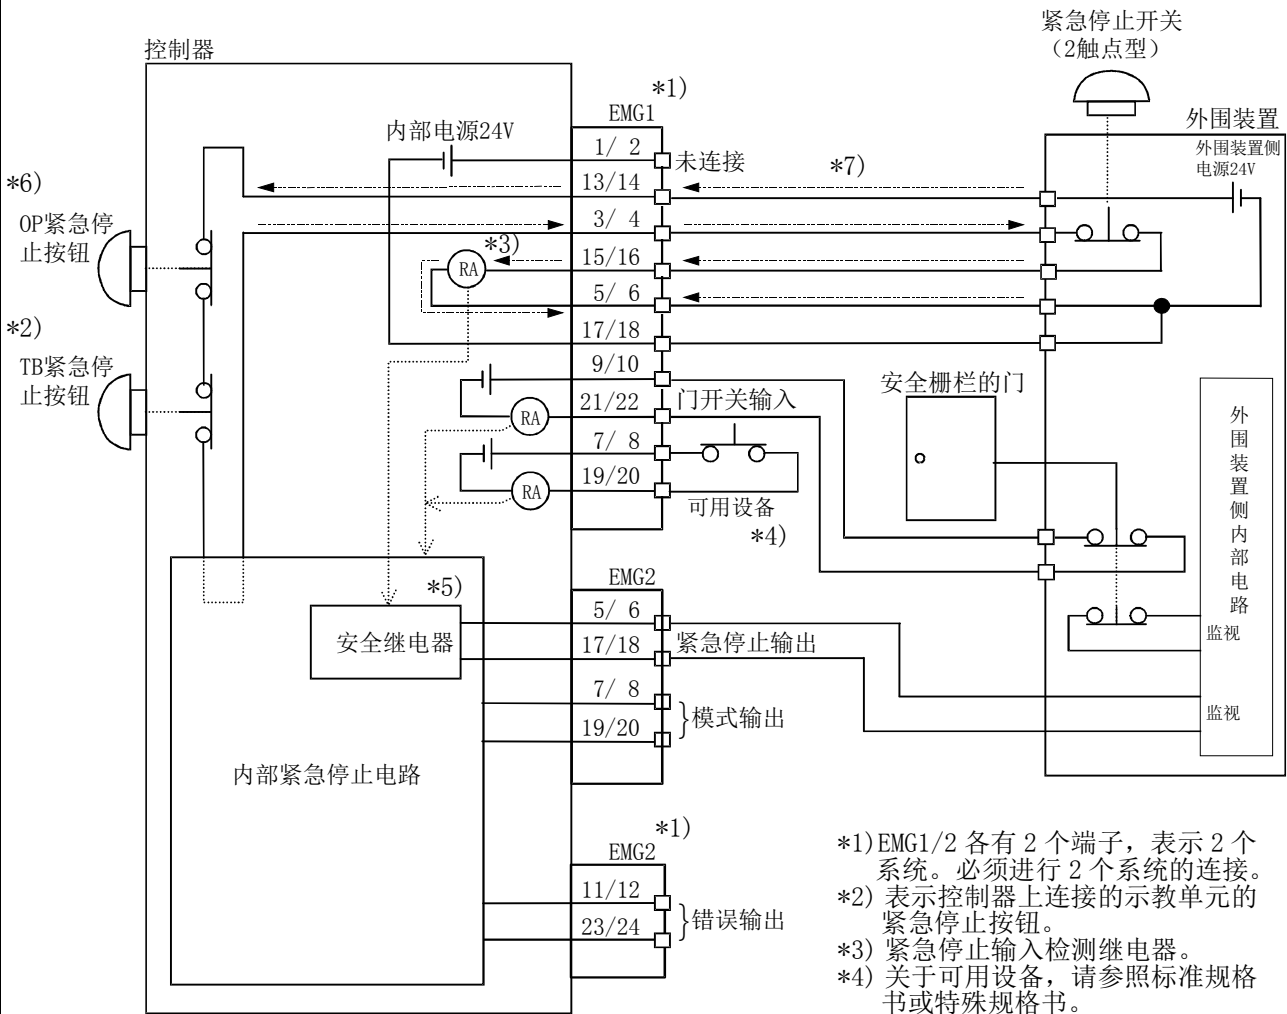 紧急停止开关
（2触点型）
控制器
*1)
EMG1
外围装置
内部电源24V
外围装置侧
电源24V
1/ 2
未连接
*7)
13/14
*6)
OP紧急停
止按钮
3/ 4
*3)
15/16
RA
5/ 6
*2)
17/18
TB紧急停
止按钮
9/10
安全栅栏的门
21/22
门开关输入
RA
外围装置侧内部电路
7/ 8
19/20
RA
可用设备
*4)
EMG2
*5)
5/ 6
安全继电器
17/18
紧急停止输出
监视
7/ 8
}模式输出
监视
19/20
内部紧急停止电路
*1)
EMG2
11/12
}错误输出
23/24
*1)EMG1/2 各有 2 个端子，表示 2 个
系统。必须进行 2 个系统的连接。
*2) 表示控制器上连接的示教单元的
紧急停止按钮。
*3) 紧急停止输入检测继电器。
*4) 关于可用设备，请参照标准规格
书或特殊规格书。